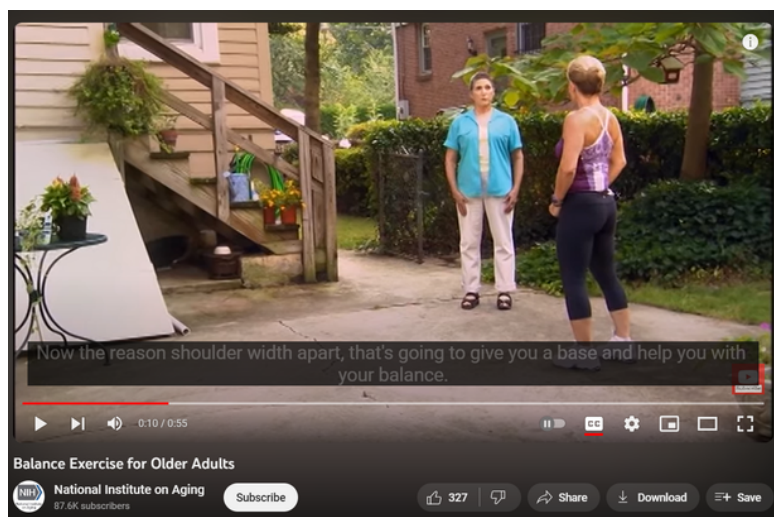 Now the reason shoulder width apart, that's going to give you a base and help you with
your balance.
Subscribe
0:10 / 0:55
CC
Balance Exercise for Older Adults
NIH
National Institute on Aging
87.6K subscribers
Subscribe
327
Share
Download
Save